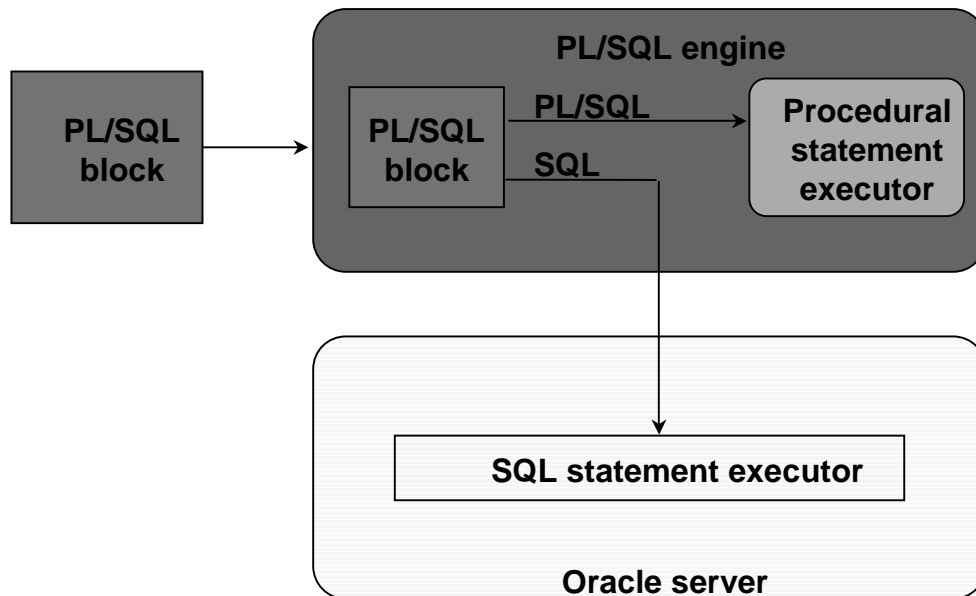 PL/SQL engine
PL/SQL
block
PL/SQL
block
PL/SQL
SQL
Procedural
statement
executor
SQL statement executor
Oracle server